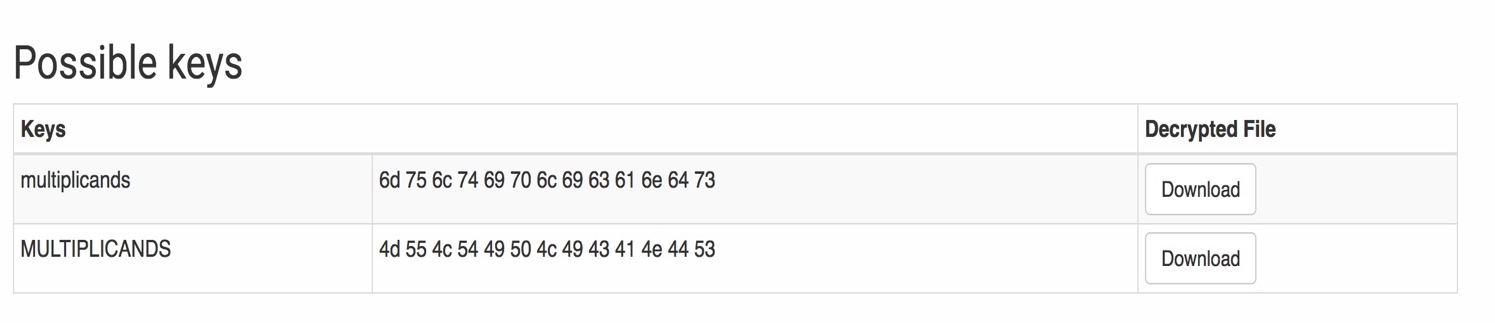 Possible keys
Keys Decrypted File
multiplicands 6d 75 6c 74 69 70 6c 69 63 61 6e 64 73 Download
MULTIPLICANDS 4d 55 4c 54 49 50 4c 49 43 41 4e 44 53 Download